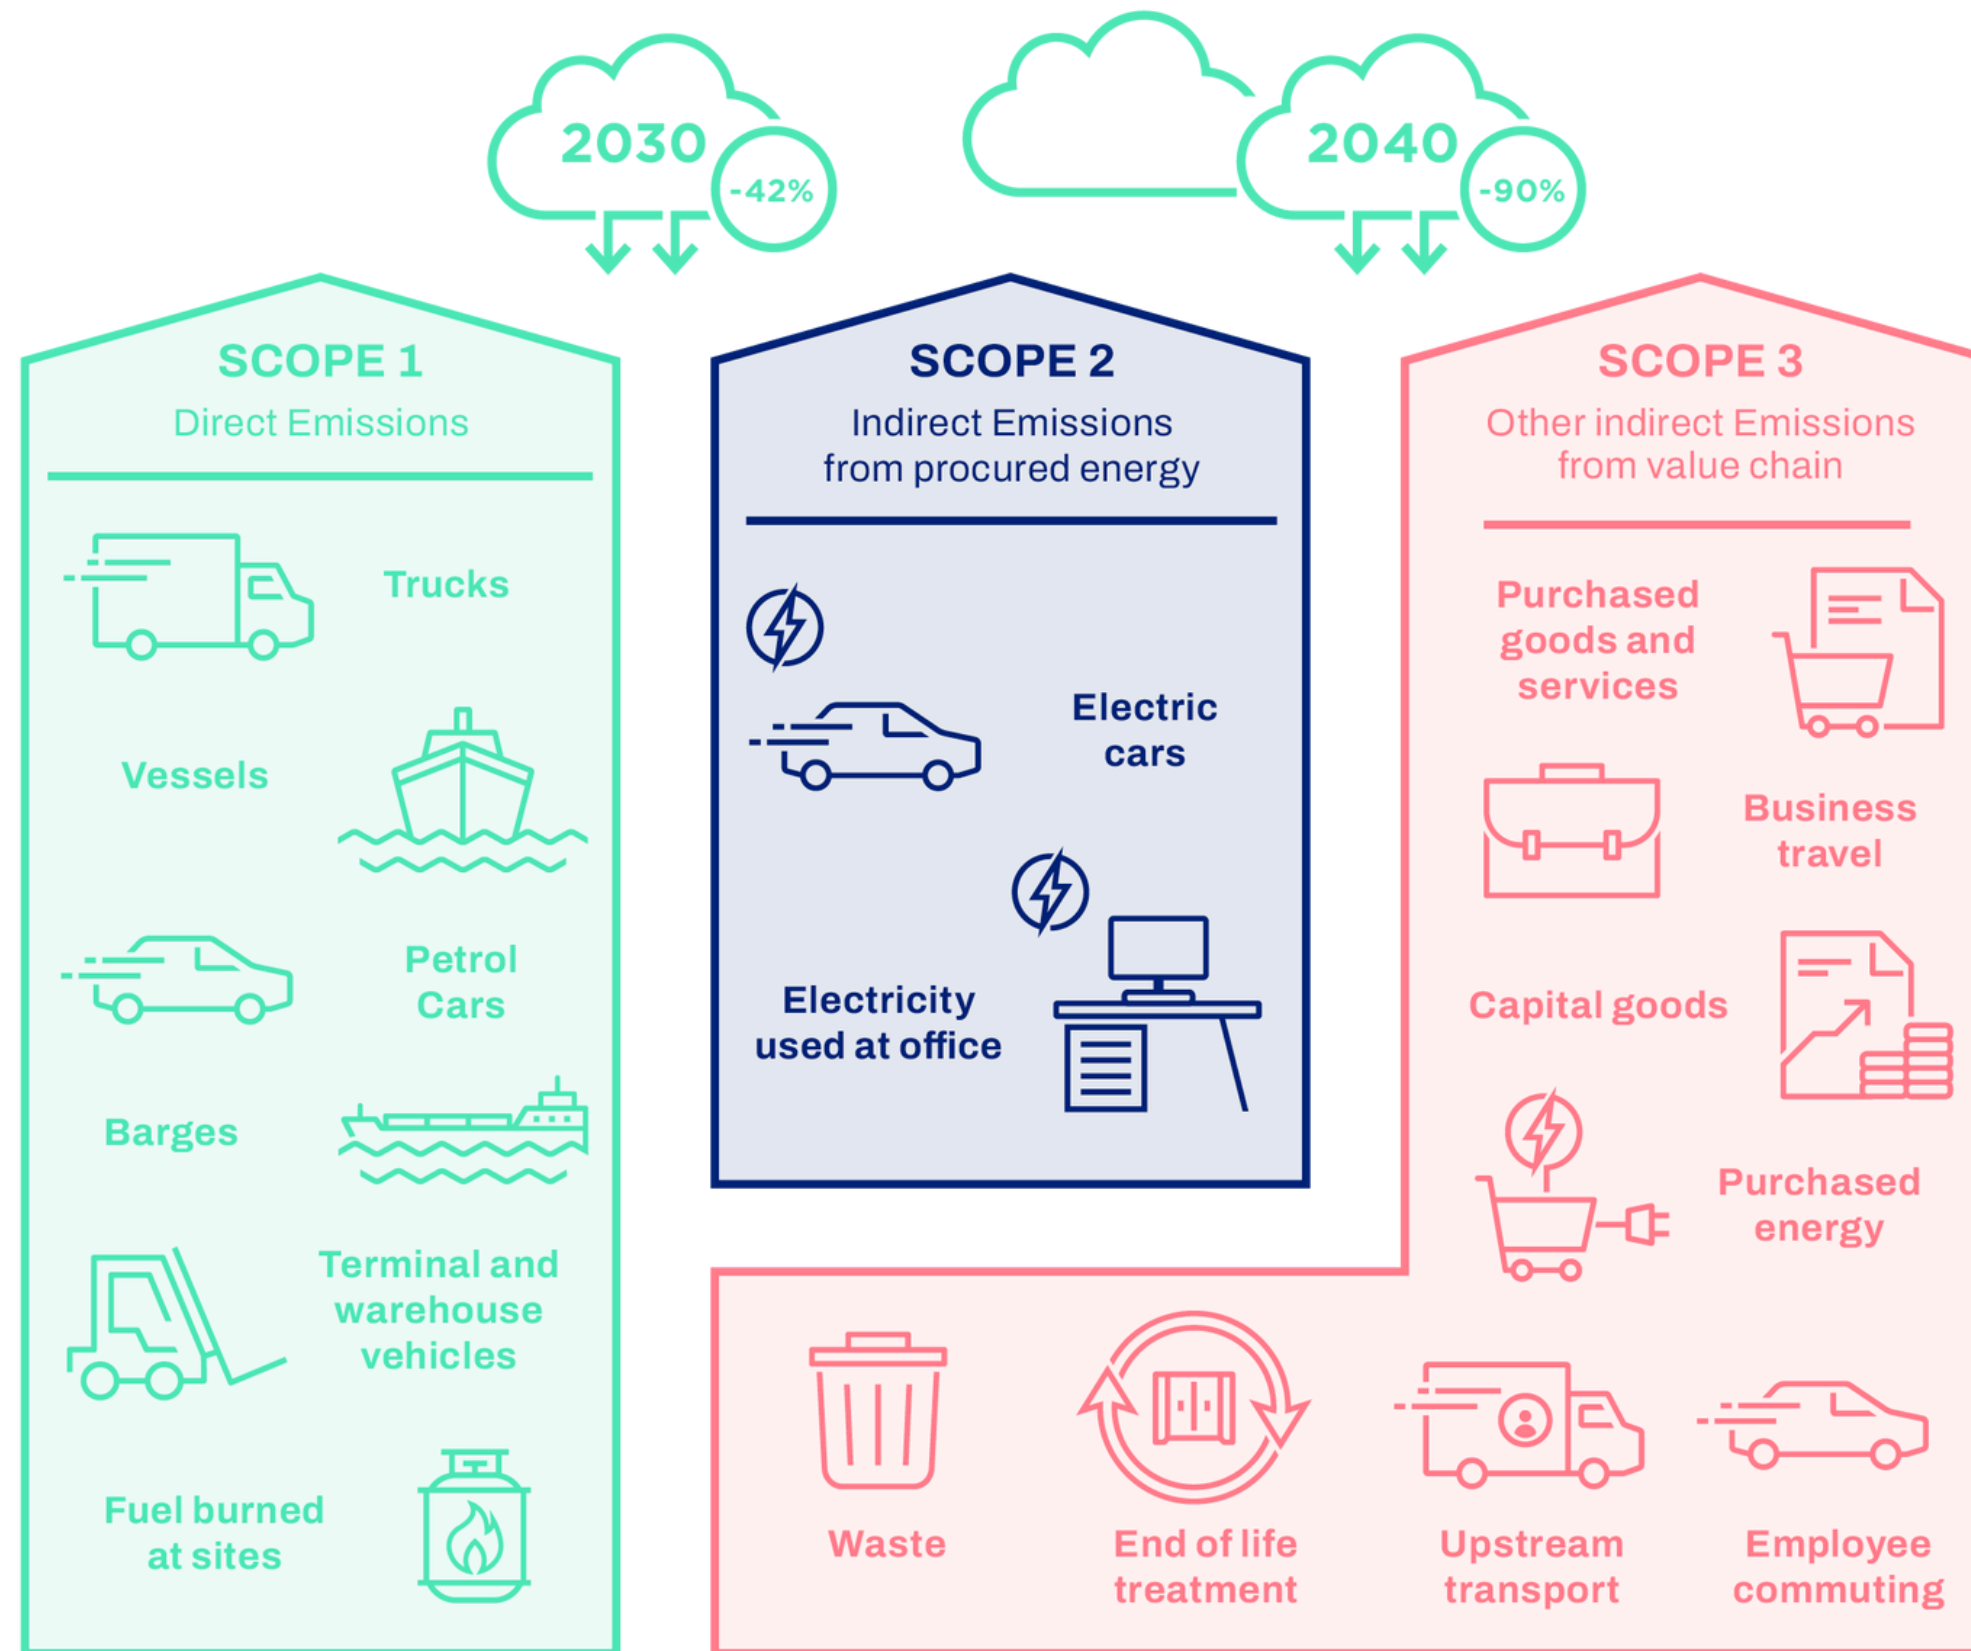 2030
-42%
2040
-90%
SCOPE 1
Direct Emissions
Trucks
Vessels
Petrol
Cars
Barges
Terminal and
warehouse
vehicles
Fuel burned
at sites
SCOPE 2
Indirect Emissions
from procured energy
Electric
cars
Electricity
used at office
SCOPE 3
Other indirect Emissions
from value chain
Purchased
goods and
services
Business
travel
Capital goods
Purchased
energy
Waste
End of life
treatment
Upstream
transport
Employee
commuting